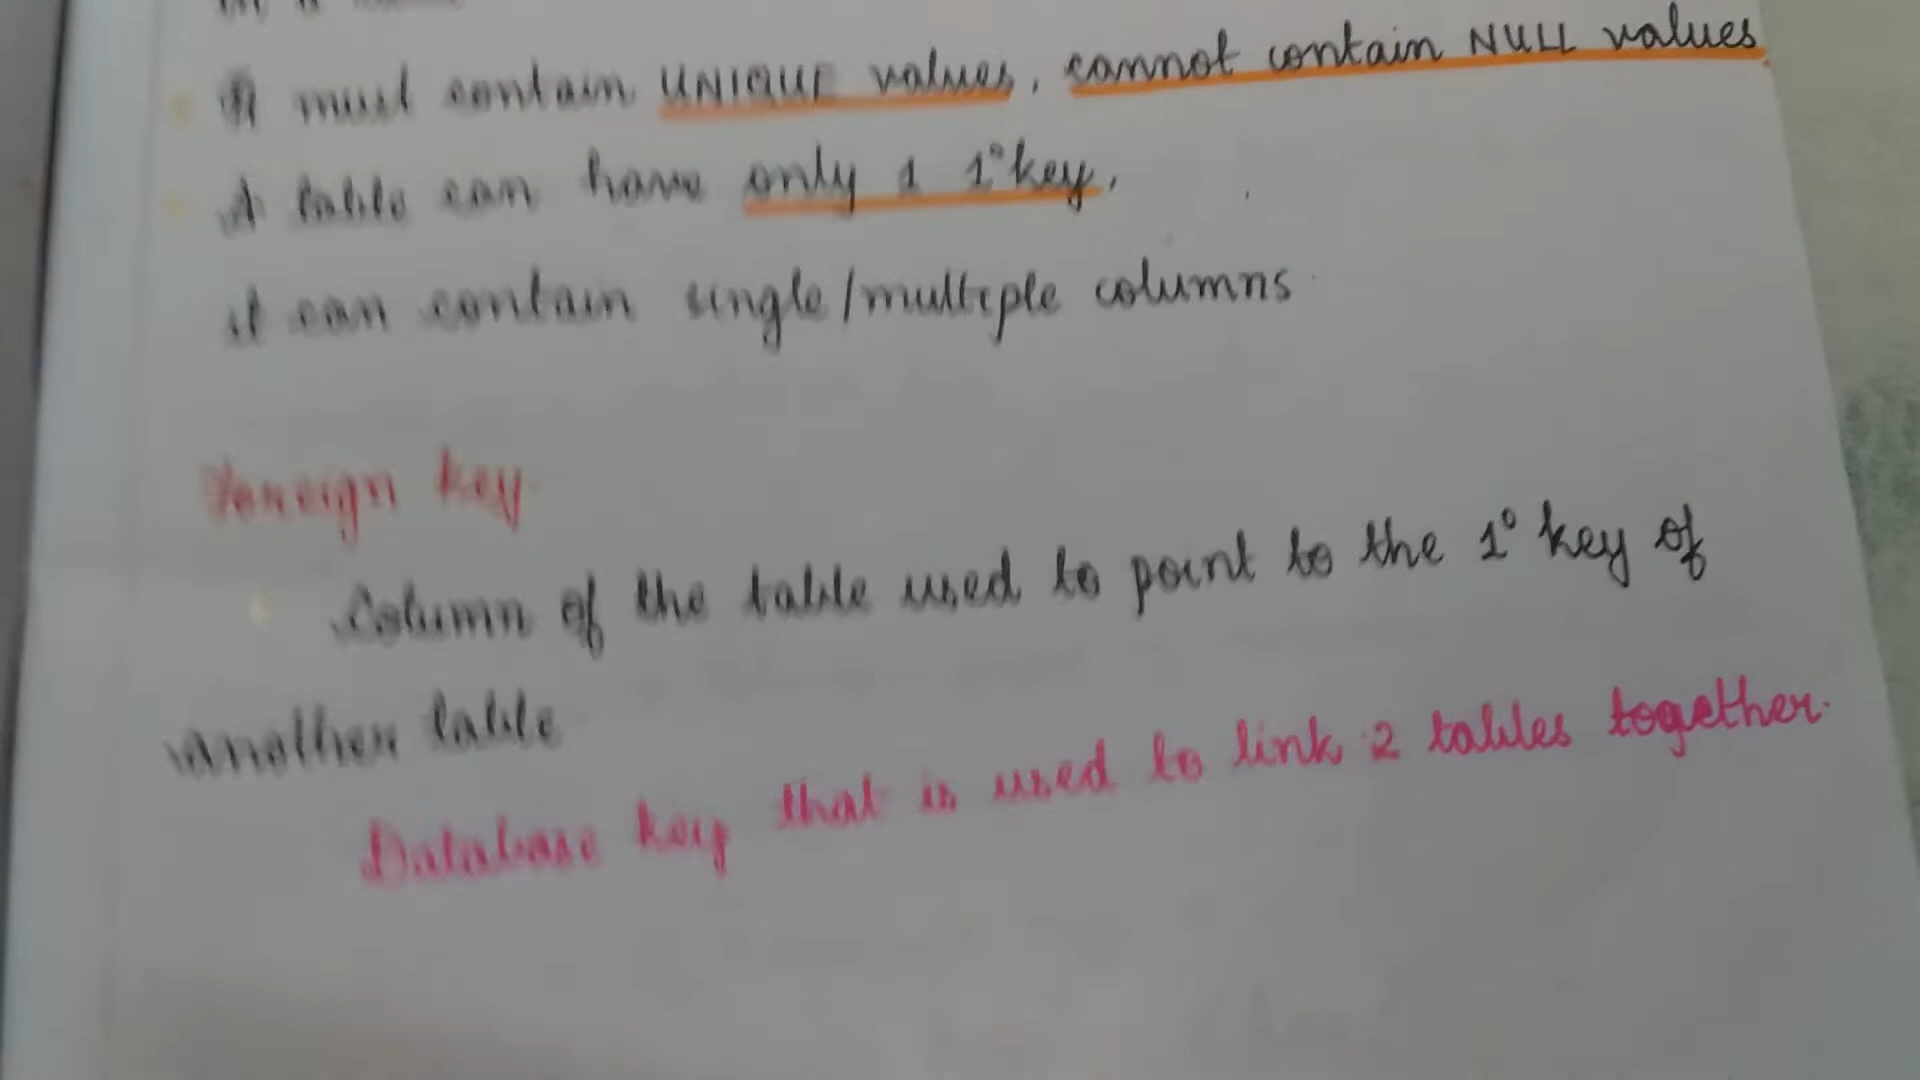 It must contain UNIQUE values, cannot contain NULL values
A table can have only 1 1° key.
it can contain single/multiple columns
Foreign key
Column of the table used to point to the 1° key of
another table
Database key that is used to link 2 tables together.